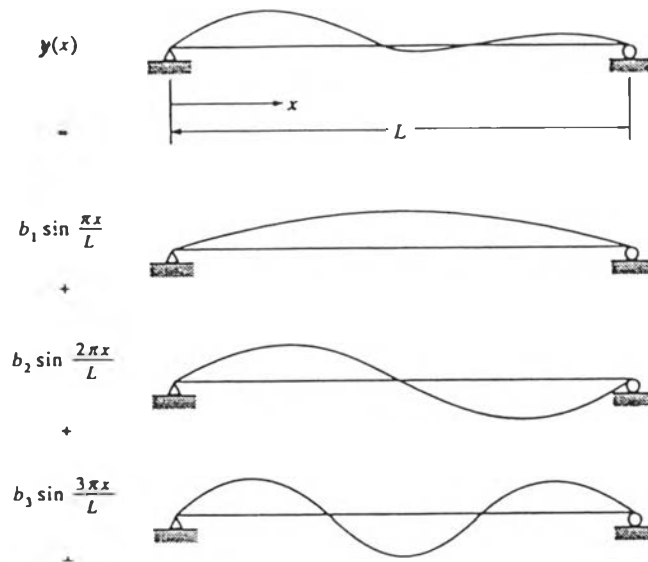 y(x)
x
=
L
b₁ sin πx/L
+
b₂ sin 2πx/L
+
b₃ sin 3πx/L
+